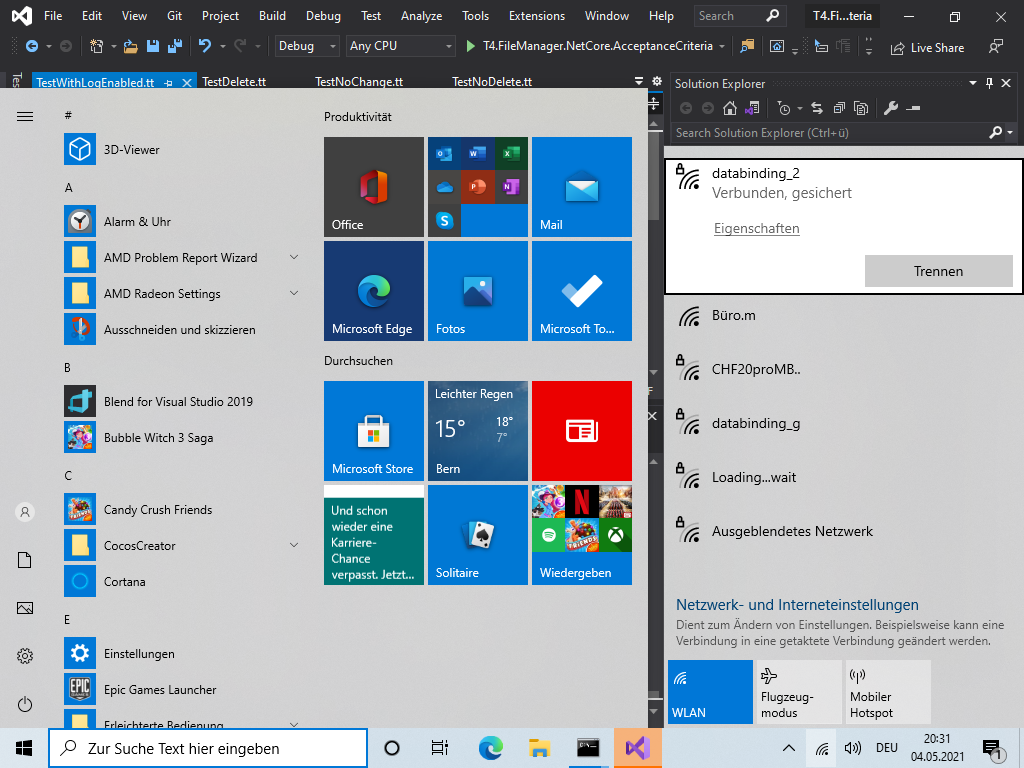 File Edit View Git Project Build Debug Test Analyze Tools Extensions Window Help Search T4.Fi...teria
Debug Any CPU T4.FileManager.NetCore.AcceptanceCriteria Live Share
TestWithLogEnabled.tt TestDelete.tt TestNoChange.tt TestNoDelete.tt
Solution Explorer
Search Solution Explorer (Ctrl+ü)
#
3D-Viewer
A
Alarm & Uhr
AMD Problem Report Wizard
AMD Radeon Settings
Ausschneiden und skizzieren
B
Blend for Visual Studio 2019
Bubble Witch 3 Saga
C
Candy Crush Friends
CocosCreator
Cortana
E
Einstellungen
EPIC GAMES
Epic Games Launcher
Erleichterte Bedienung
Produktivität
Office
Mail
Microsoft Edge
Fotos
Microsoft To...
Durchsuchen
Microsoft Store
Leichter Regen
15° 18°
7°
Bern
Und schon
wieder eine
Karriere-
Chance
verpasst. Jetzt...
Solitaire
Wiedergeben
databinding_2
Verbunden, gesichert
Eigenschaften
Trennen
Büro.m
CHF20proMB..
databinding_g
Loading...wait
Ausgeblendetes Netzwerk
Netzwerk- und Interneteinstellungen
Dient zum Ändern von Einstellungen. Beispielsweise kann eine
Verbindung in eine getaktete Verbindung geändert werden.
WLAN
Flugzeug-
modus
Mobiler
Hotspot
Zur Suche Text hier eingeben
DEU
20:31
04.05.2021
1